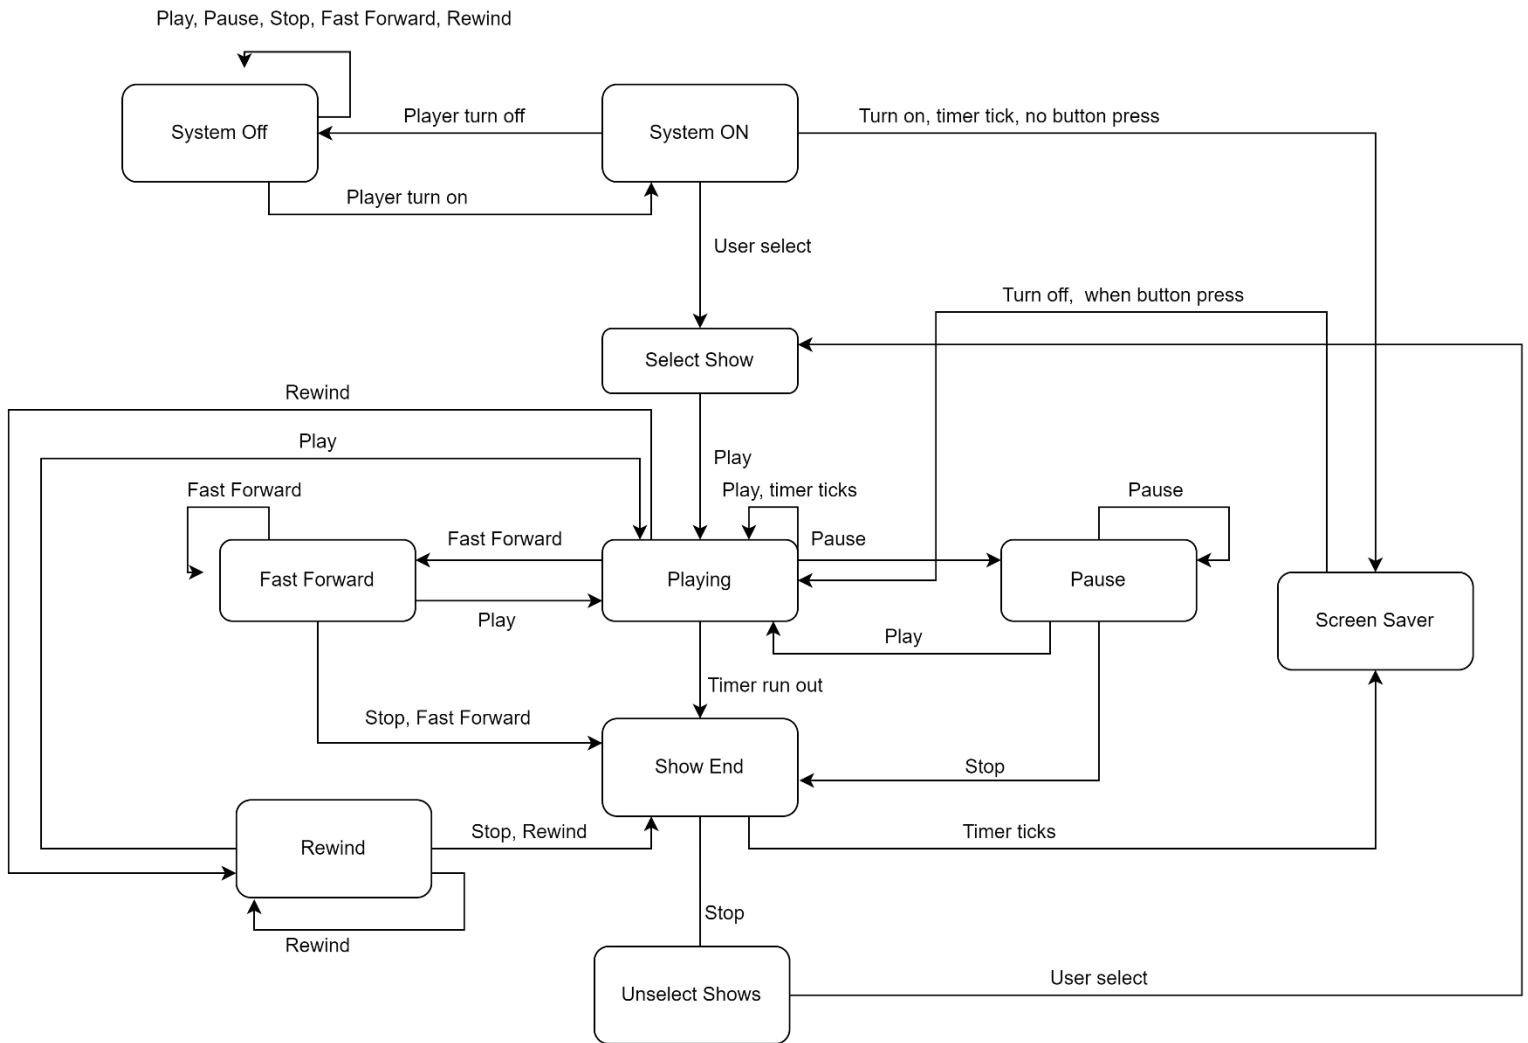 Play, Pause, Stop, Fast Forward, Rewind
System Off
Player turn off
System ON
Turn on, timer tick, no button press
Player turn on
User select
Turn off,  when button press
Select Show
Rewind
Play
Play
Fast Forward
Play, timer ticks
Pause
Fast Forward
Pause
Fast Forward
Playing
Pause
Play
Play
Screen Saver
Timer run out
Stop, Fast Forward
Show End
Stop
Stop, Rewind
Timer ticks
Rewind
Stop
Rewind
Unselect Shows
User select